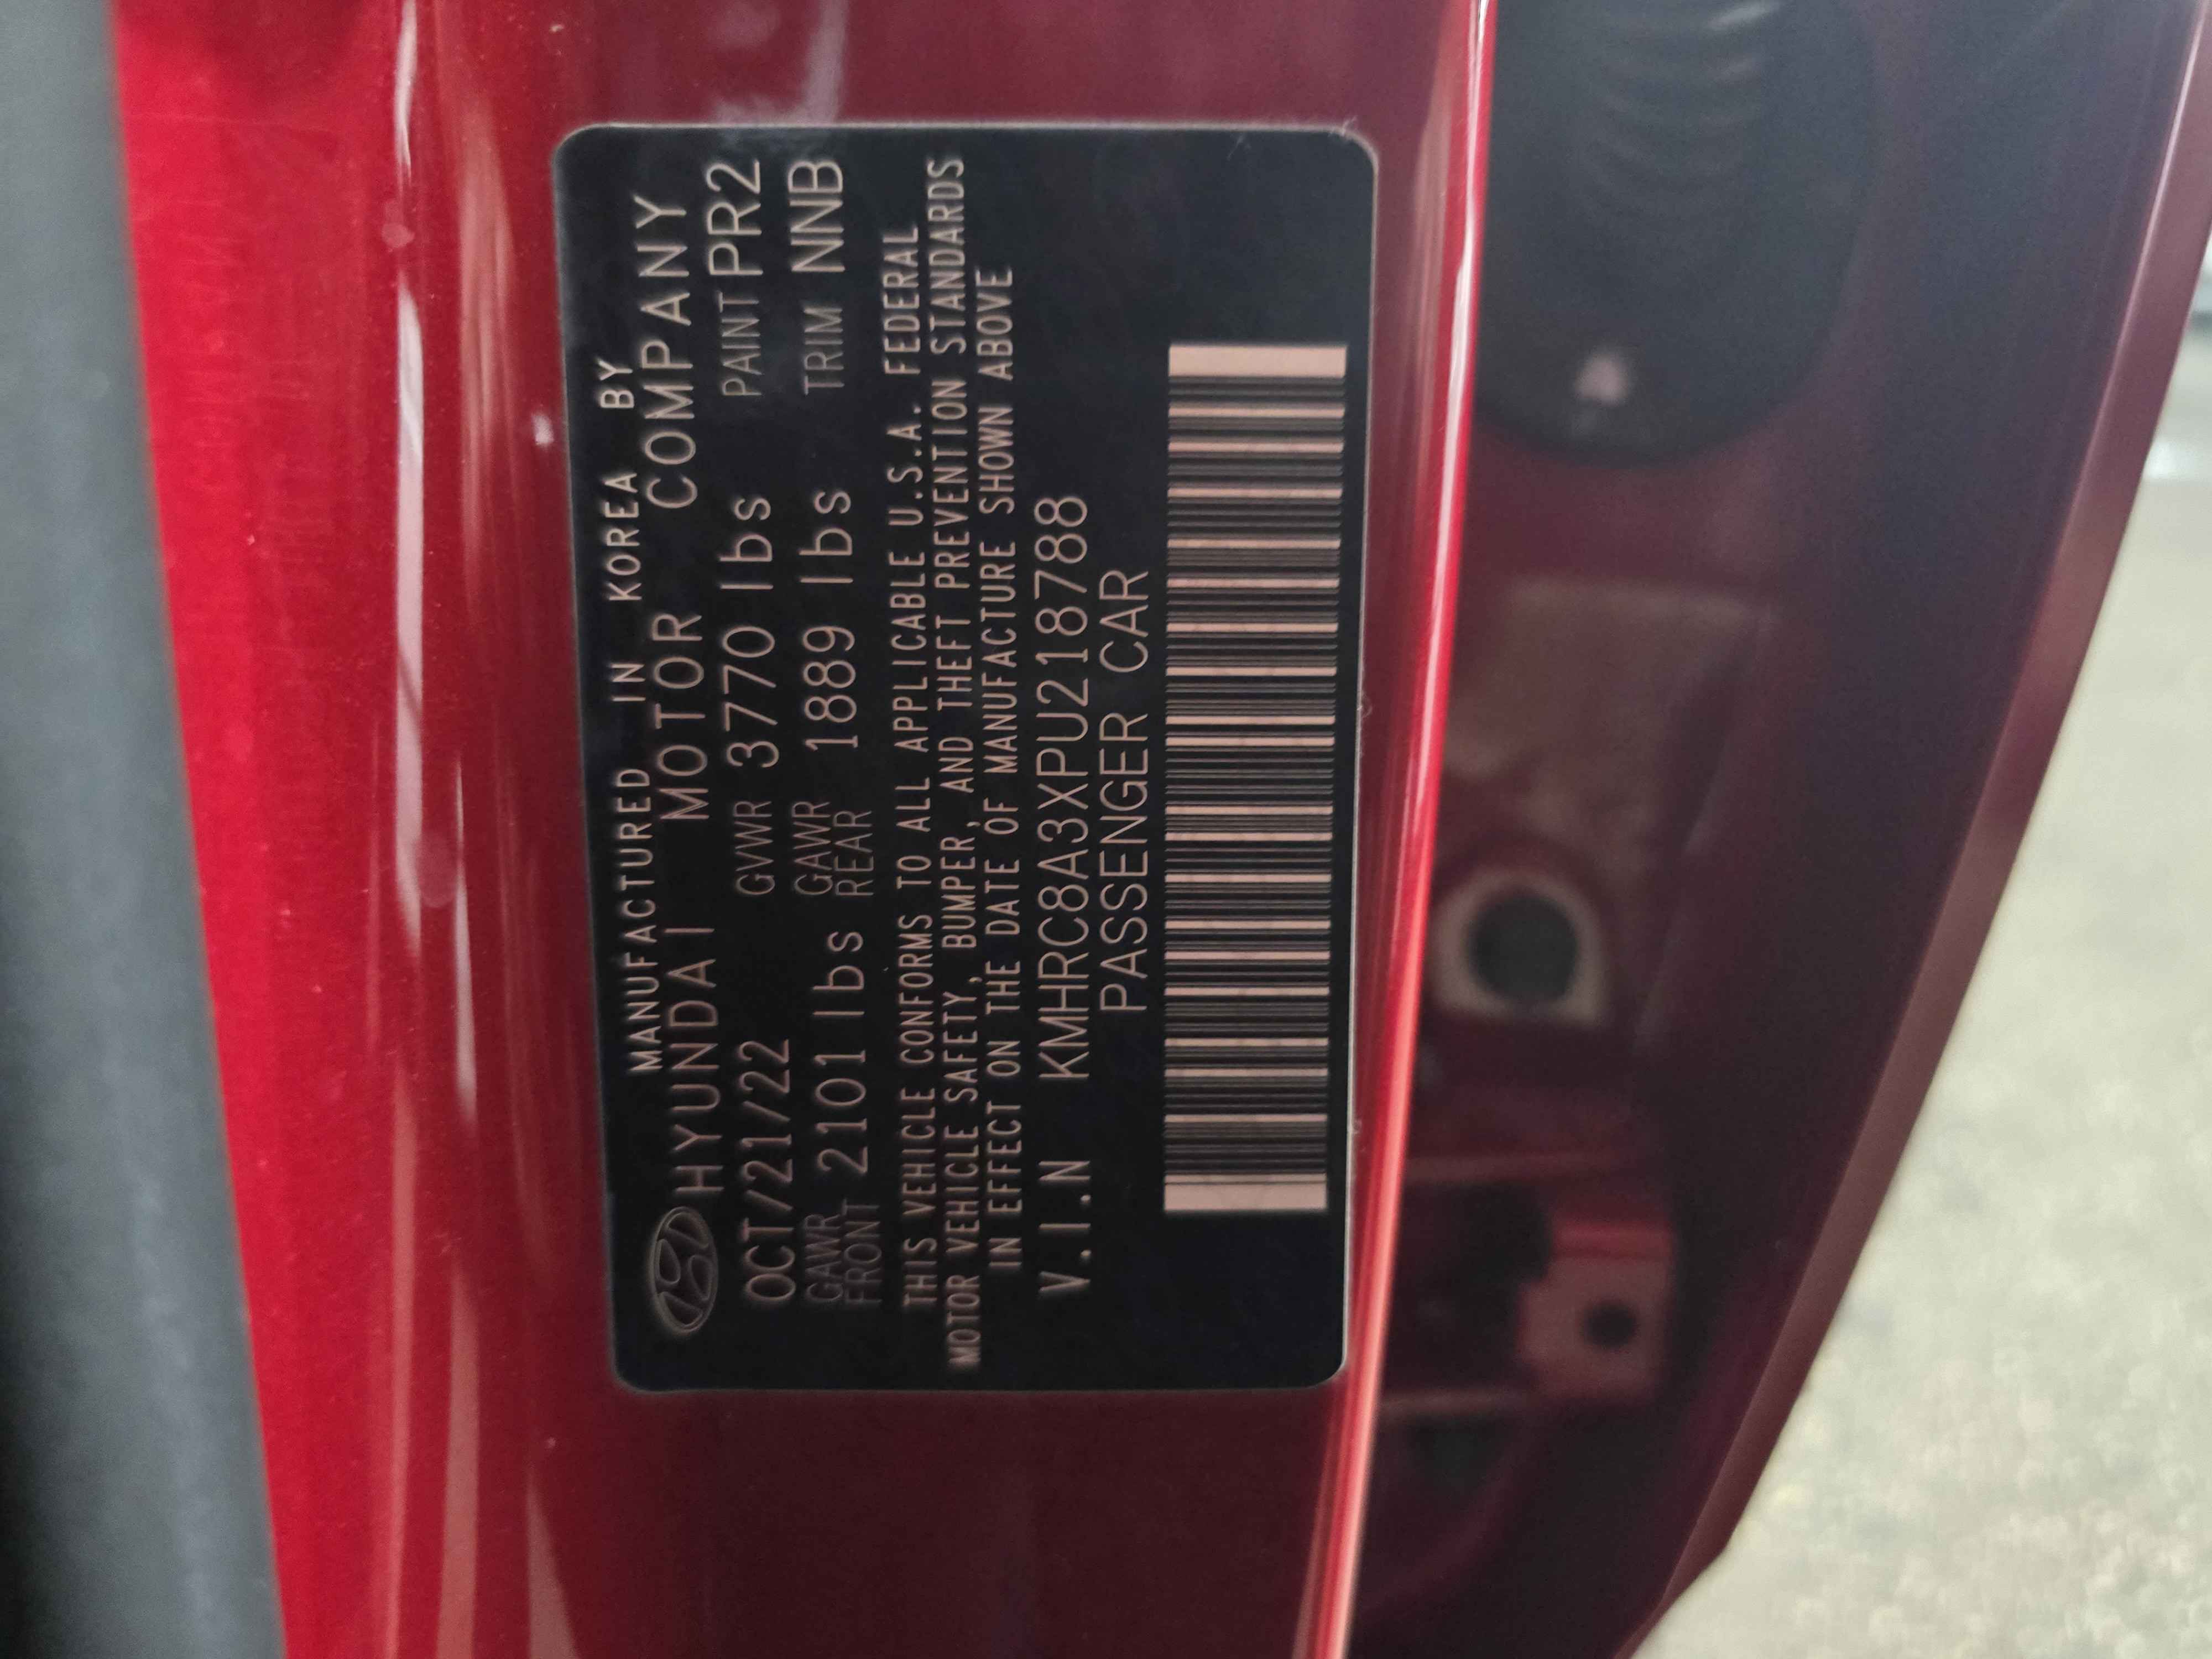 MANUFACTURED IN KOREA BY
HYUNDAI MOTOR COMPANY
OCT/21/22 GVWR 3770 lbs PAINT PR2
GAWR FRONT 2101 lbs GAWR REAR 1889 lbs TRIM NNB
THIS VEHICLE CONFORMS TO ALL APPLICABLE U.S.A. FEDERAL
MOTOR VEHICLE SAFETY, BUMPER, AND THEFT PREVENTION STANDARDS
IN EFFECT ON THE DATE OF MANUFACTURE SHOWN ABOVE
V.I.N KMHRC8A3XPU218788
PASSENGER CAR